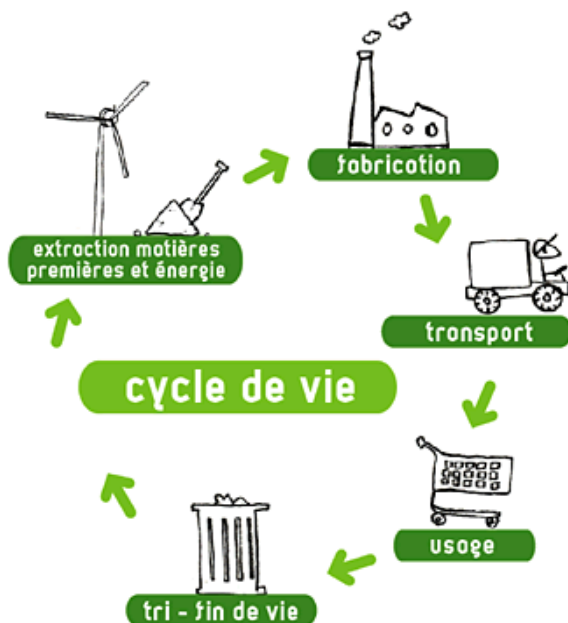 fabrication
extraction matières
premières et énergie
transport
cycle de vie
usage
tri - fin de vie